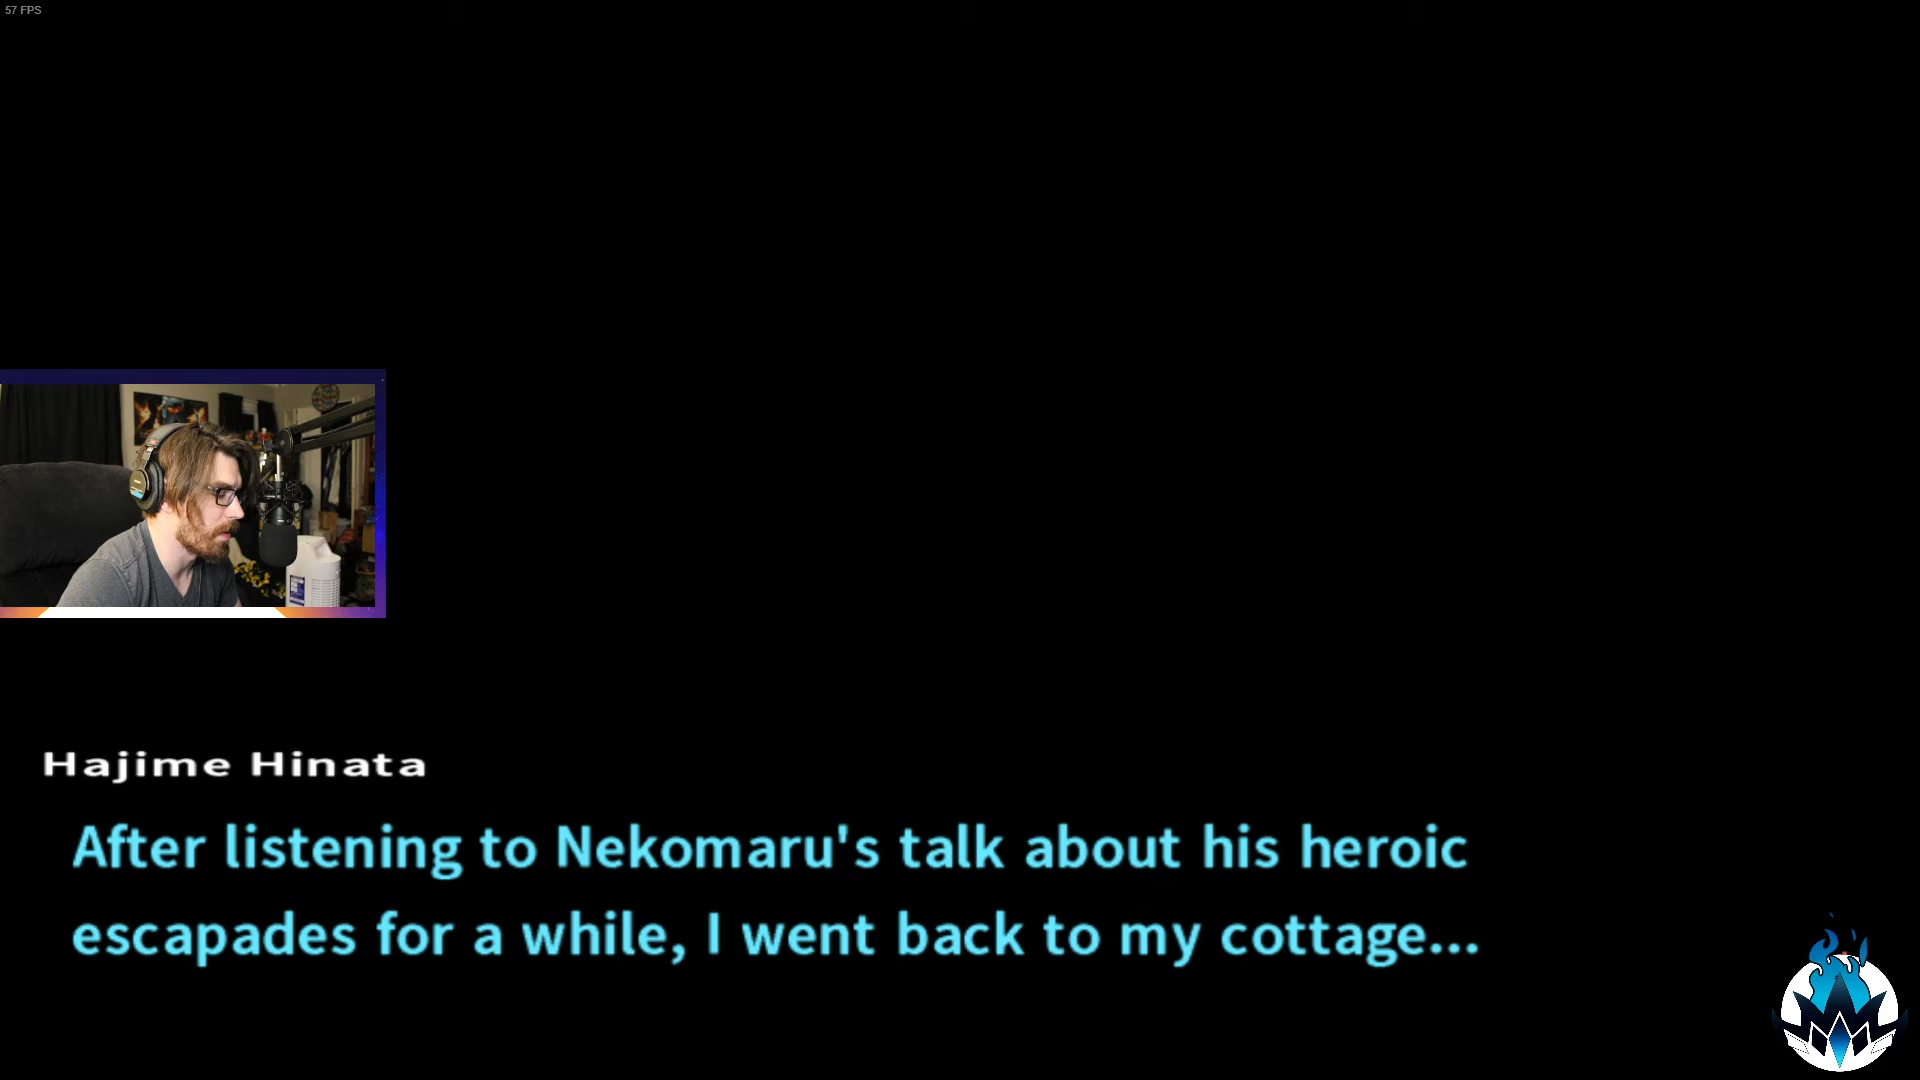 57 FPS
Hajime Hinata
After listening to Nekomaru's talk about his heroic
escapades for a while, I went back to my cottage...